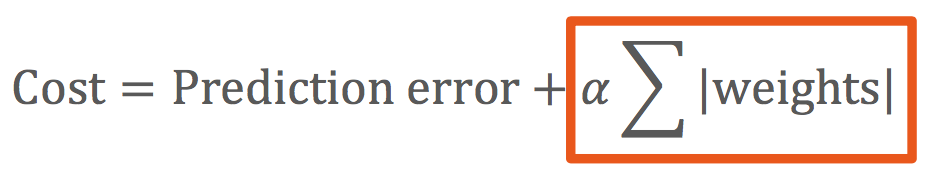 Cost = Prediction error + α ∑ |weights|